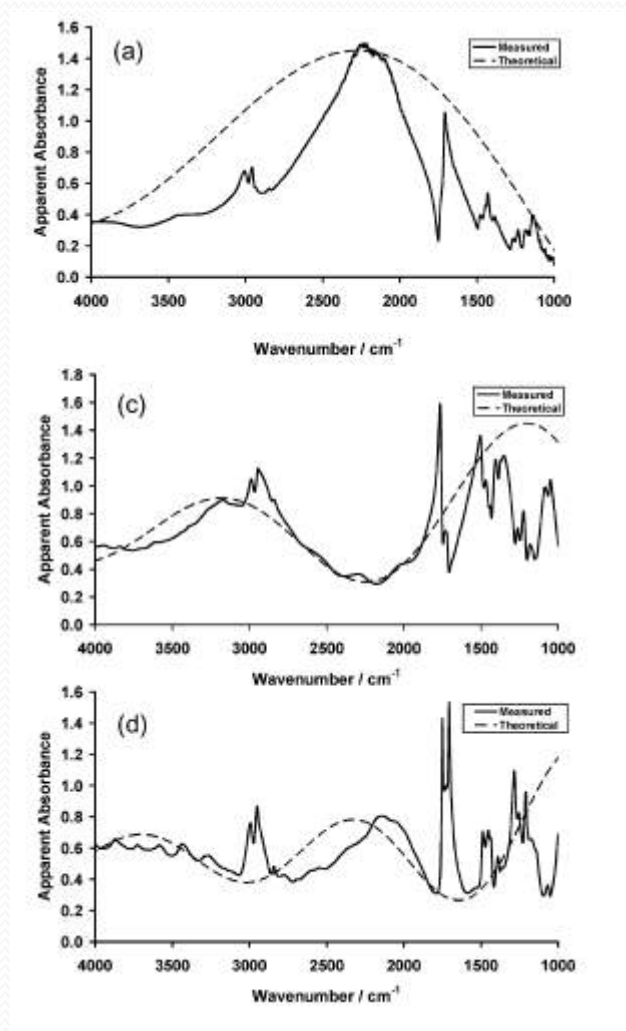 (a)
Measured
Theoretical
Apparent Absorbance
1.6
1.4
1.2
1.0
0.8
0.6
0.4
0.2
0.0
4000 3500 3000 2500 2000 1500 1000
Wavenumber / cm⁻¹
(c)
Measured
Theoretical
Apparent Absorbance
1.8
1.6
1.4
1.2
1.0
0.8
0.6
0.4
0.2
0.0
4000 3500 3000 2500 2000 1500 1000
Wavenumber / cm⁻¹
(d)
Measured
Theoretical
Apparent Absorbance
1.6
1.4
1.2
1.0
0.8
0.6
0.4
0.2
0.0
4000 3500 3000 2500 2000 1500 1000
Wavenumber / cm⁻¹